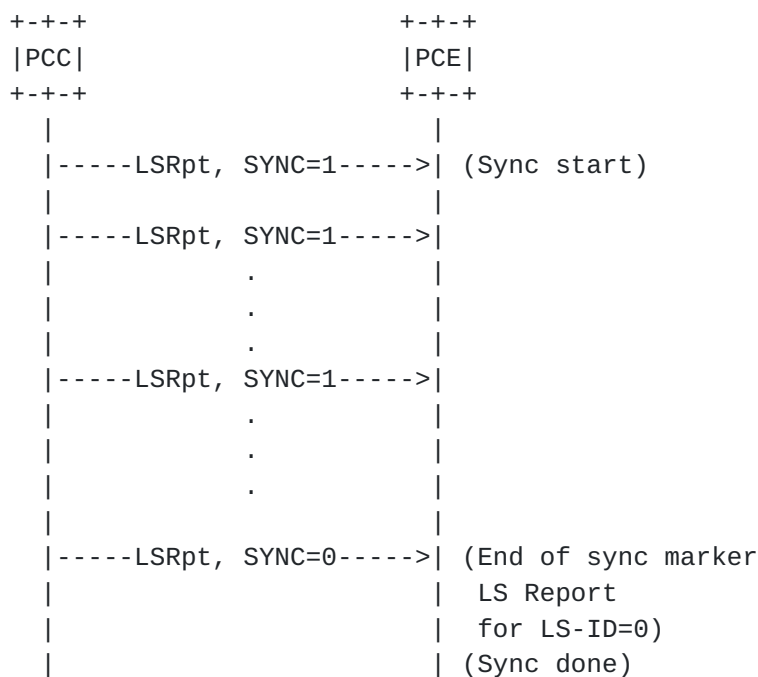 +-+-+                    +-+-+
|PCC|                    |PCE|
+-+-+                    +-+-+
  |                        |
  |-----LSRpt, SYNC=1----->| (Sync start)
  |                        |
  |-----LSRpt, SYNC=1----->|
  |            .           |
  |            .           |
  |            .           |
  |-----LSRpt, SYNC=1----->|
  |            .           |
  |            .           |
  |            .           |
  |                        |
  |-----LSRpt, SYNC=0----->| (End of sync marker
  |                        |  LS Report
  |                        |  for LS-ID=0)
  |                        | (Sync done)